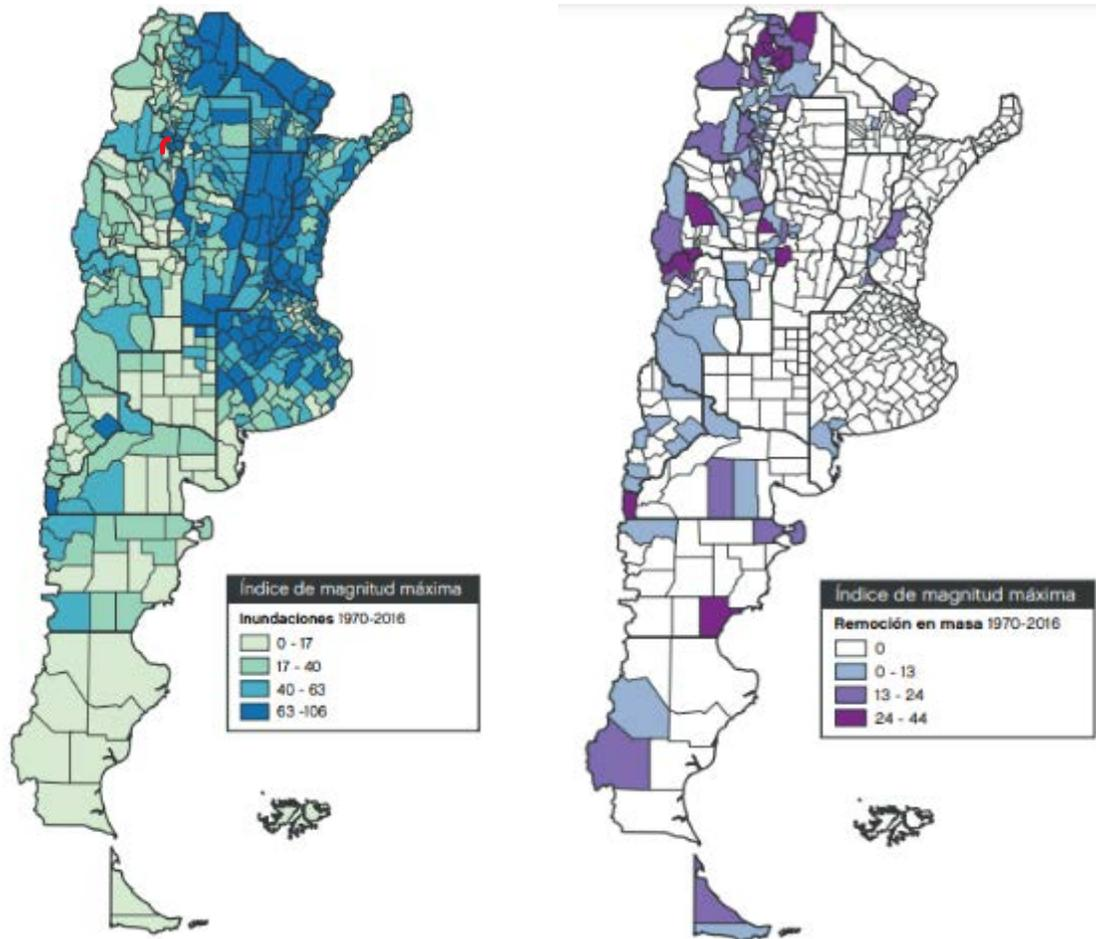 Índice de magnitud máxima
Inundaciones 1970-2016
0 - 17
17 - 40
40 - 63
63 -106
Índice de magnitud máxima
Remoción en masa 1970-2016
0
0 - 13
13 - 24
24 - 44